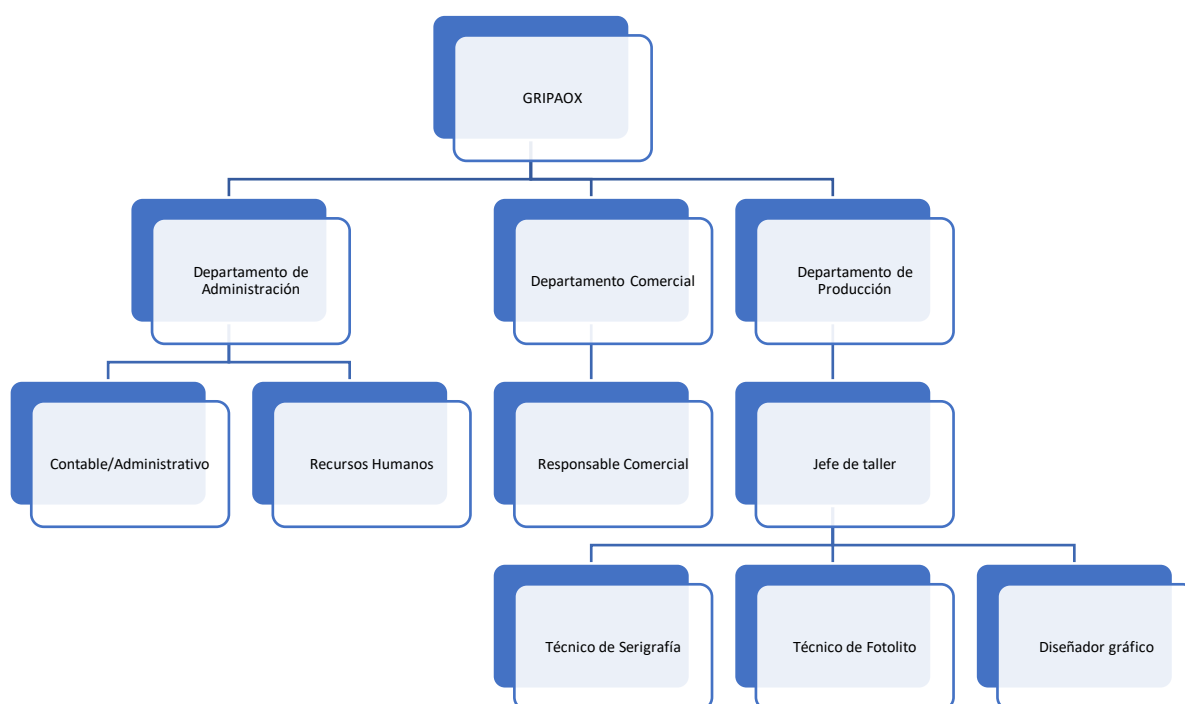 GRIPAOX
Departamento de
Administración
Departamento Comercial
Departamento de
Producción
Contable/Administrativo
Recursos Humanos
Responsable Comercial
Jefe de taller
Técnico de Serigrafía
Técnico de Fotolito
Diseñador gráfico